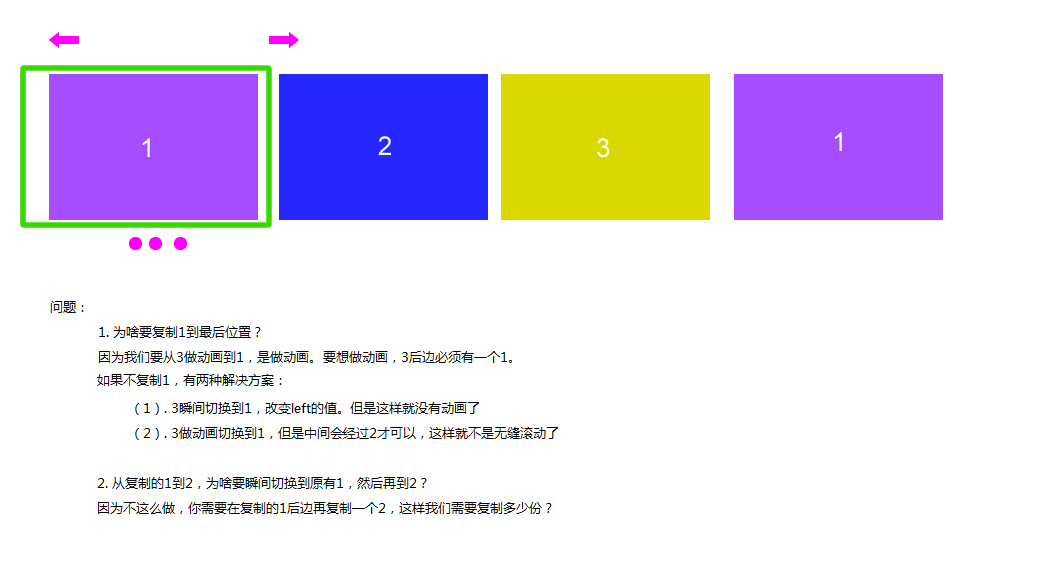 1
2
3
1
问题：
1. 为啥要复制1到最后位置？
因为我们要从3做动画到1，是做动画。要想做动画，3后边必须有一个1。
如果不复制1，有两种解决方案：
（1）. 3瞬间切换到1，改变left的值。但是这样就没有动画了
（2）. 3做动画切换到1，但是中间会经过2才可以，这样就不是无缝滚动了
2. 从复制的1到2，为啥要瞬间切换到原有1，然后再到2？
因为不这么做，你需要在复制的1后边再复制一个2，这样我们需要复制多少份？